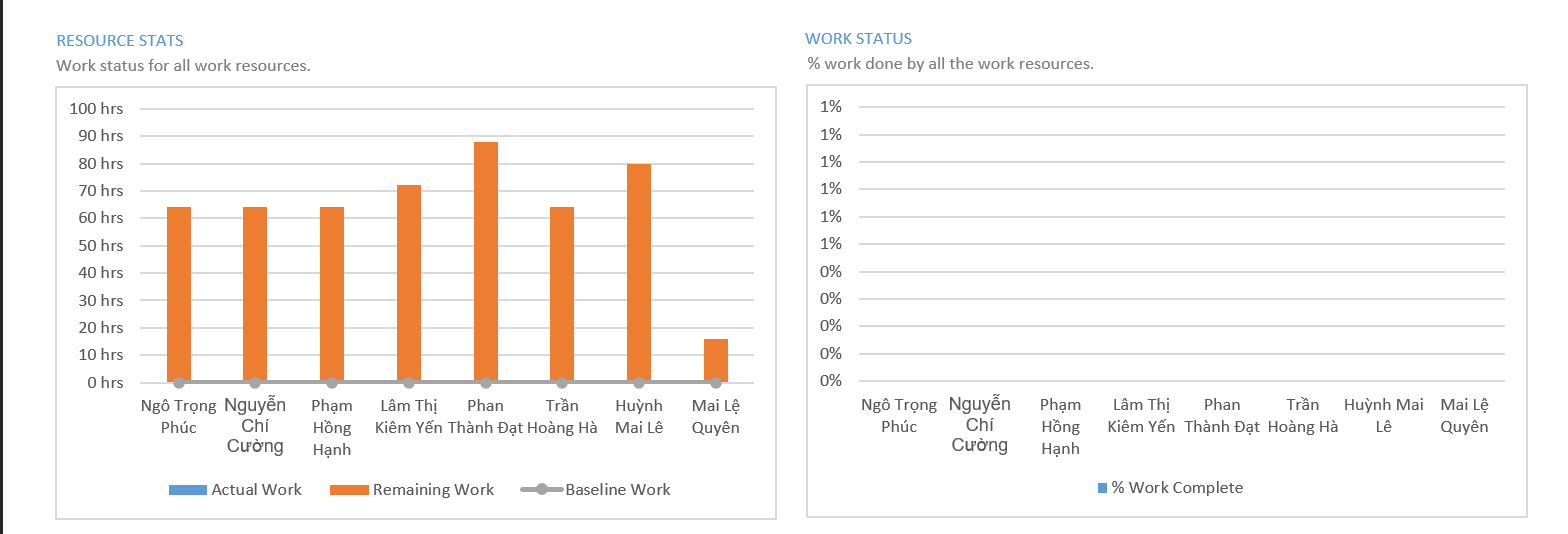 RESOURCE STATS
Work status for all work resources.
100 hrs
90 hrs
80 hrs
70 hrs
60 hrs
50 hrs
40 hrs
30 hrs
20 hrs
10 hrs
0 hrs
Ngô Trọng Nguyễn Phạm Lâm Thị Phan Trần Huỳnh Mai Lệ
Phúc Chí Hồng Kiêm Yến Thành Đạt Hoàng Hà Mai Lê Quyên
Cường Hạnh
Actual Work Remaining Work Baseline Work
WORK STATUS
% work done by all the work resources.
1%
1%
1%
1%
1%
1%
0%
0%
0%
0%
0%
Ngô Trọng Nguyễn Phạm Lâm Thị Phan Trần Huỳnh Mai Mai Lệ
Phúc Chí Hồng Kiêm Yến Thành Đạt Hoàng Hà Lê Quyên
Cường Hạnh
% Work Complete